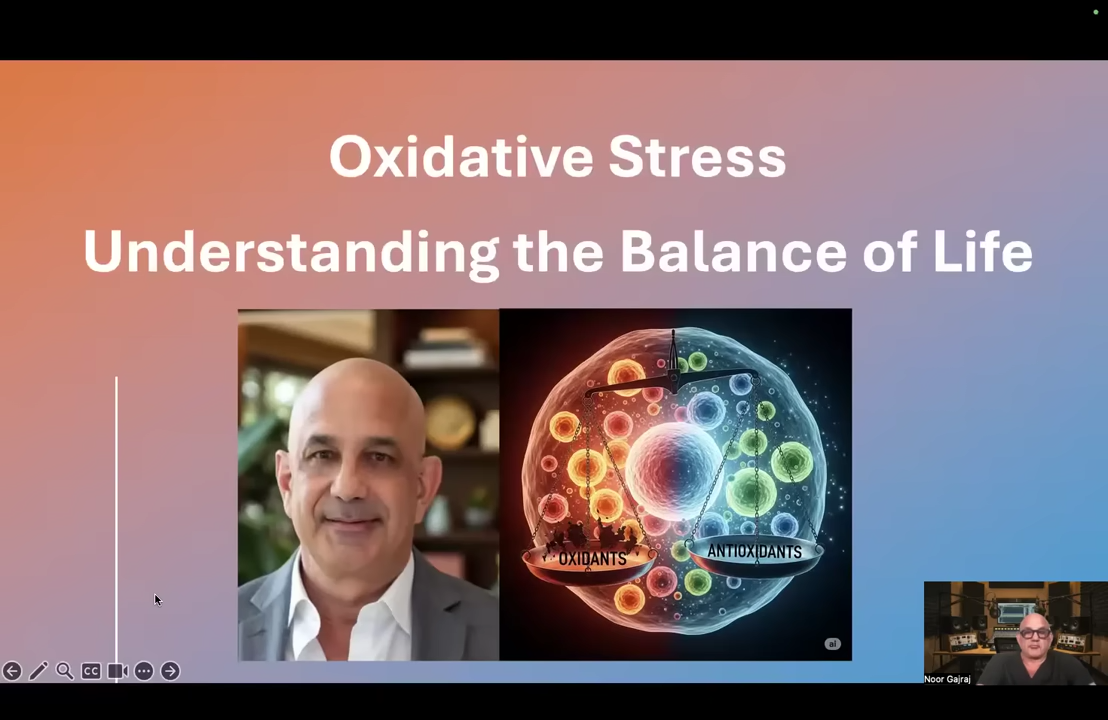 Oxidative Stress
Understanding the Balance of Life
OXIDANTS
ANTIOXIDANTS
ai
CC
Noor Gajraj